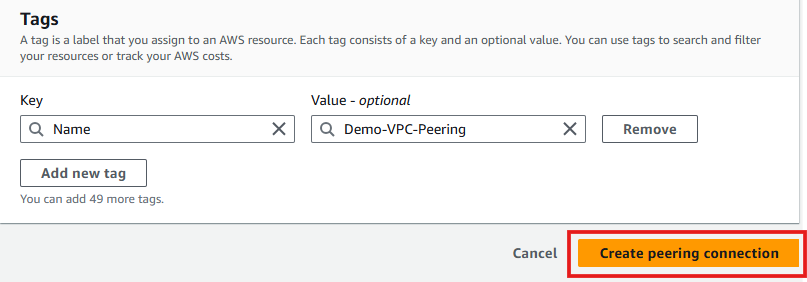 Tags
A tag is a label that you assign to an AWS resource. Each tag consists of a key and an optional value. You can use tags to search and filter
your resources or track your AWS costs.
Key
Value - optional
Name
Demo-VPC-Peering
Remove
Add new tag
You can add 49 more tags.
Cancel
Create peering connection